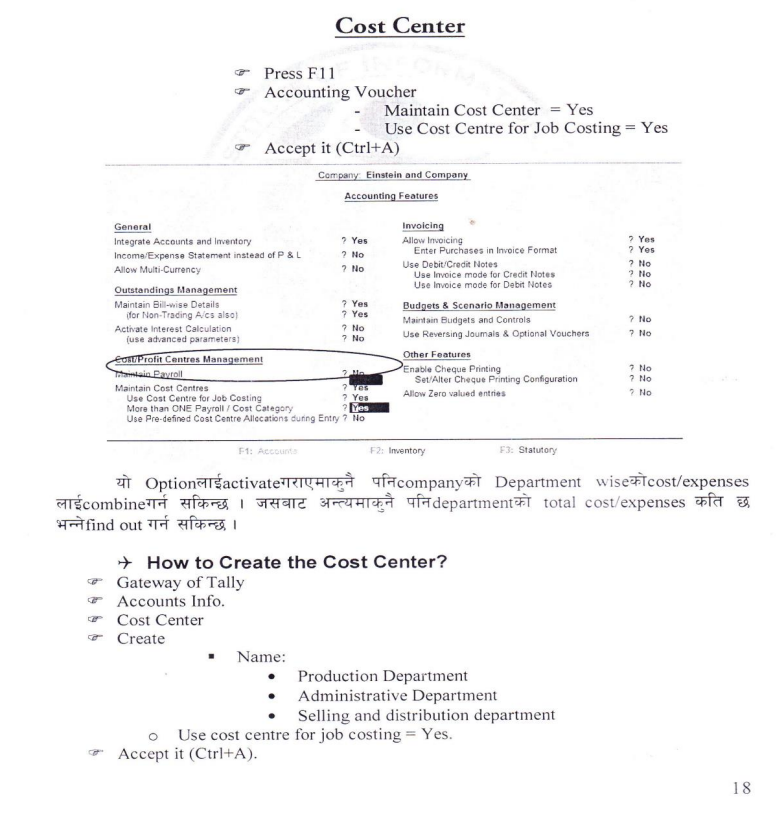 Cost Center
☞ Press F11
☞ Accounting Voucher
- Maintain Cost Center = Yes
- Use Cost Centre for Job Costing = Yes
☞ Accept it (Ctrl+A)
Company: Einstein and Company
Accounting Features
General
Integrate Accounts and Inventory ? Yes
Income/Expense Statement instead of P & L ? No
Allow Multi-Currency ? No
Outstandings Management
Maintain Bill-wise Details ? Yes
(for Non-Trading A/cs also) ? Yes
Activate Interest Calculation ? No
(use advanced parameters) ? No
Cost/Profit Centres Management
Maintain Payroll ? No
Maintain Cost Centres ? Yes
Use Cost Centre for Job Costing ? Yes
More than ONE Payroll / Cost Category ? Yes
Use Pre-defined Cost Centre Allocations during Entry ? No
Invoicing
Allow Invoicing ? Yes
Enter Purchases in Invoice Format ? Yes
Use Debit/Credit Notes ? No
Use Invoice mode for Credit Notes ? No
Use Invoice mode for Debit Notes ? No
Budgets & Scenario Management
Maintain Budgets and Controls ? No
Use Reversing Journals & Optional Vouchers ? No
Other Features
Enable Cheque Printing ? No
Set/Alter Cheque Printing Configuration ? No
Allow Zero valued entries ? No
F1: Accounts F2: Inventory F3: Statutory
यो Optionलाईactivateगराएमाकुनै पनिcompanyको Department wiseकोcost/expenses
लाईcombineगर्न सकिन्छ । जसबाट अन्त्यमाकुनै पनिdepartmentको total cost/expenses कति छ
भन्नेfind out गर्न सकिन्छ ।
→ How to Create the Cost Center?
☞ Gateway of Tally
☞ Accounts Info.
☞ Cost Center
☞ Create
▪ Name:
• Production Department
• Administrative Department
• Selling and distribution department
o Use cost centre for job costing = Yes.
☞ Accept it (Ctrl+A).
18